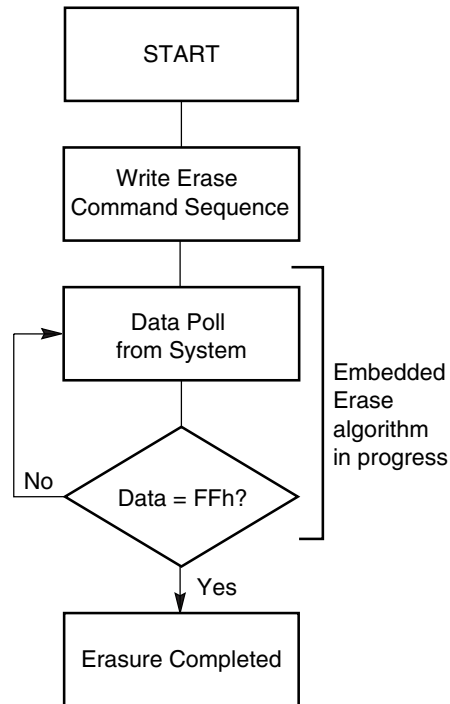 START
Write Erase
Command Sequence
Data Poll
from System
Embedded
Erase
algorithm
in progress
No
Data = FFh?
Yes
Erasure Completed